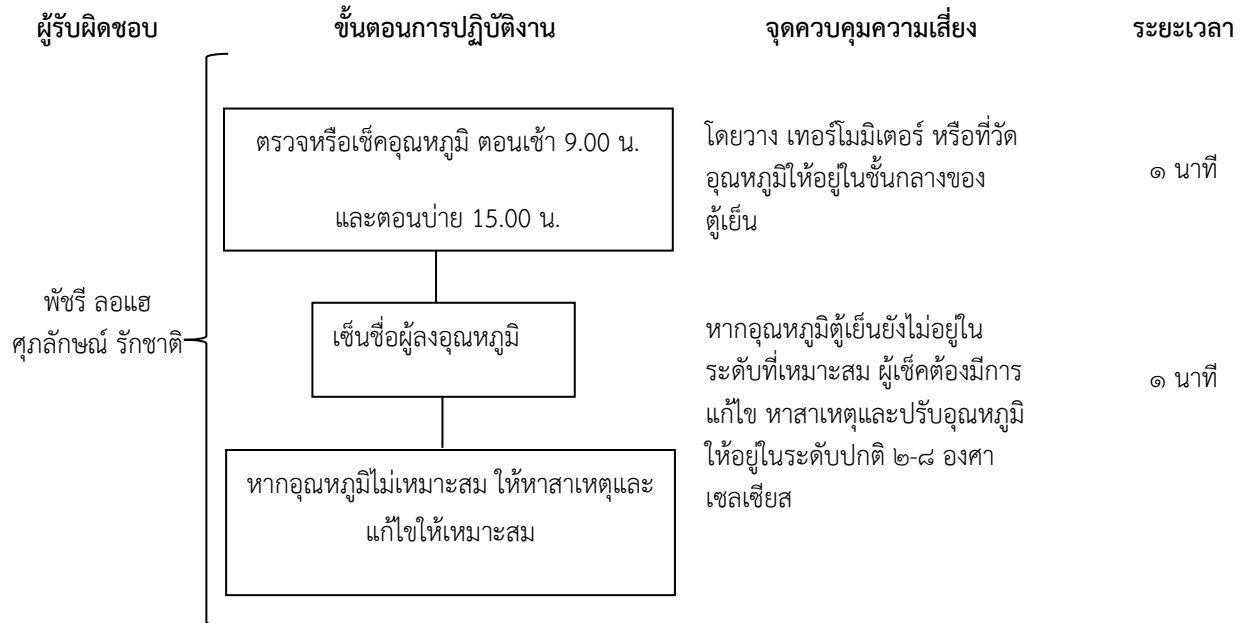 ผู้รับผิดชอบ ขั้นตอนการปฏิบัติงาน จุดควบคุมความเสี่ยง ระยะเวลา
ตรวจหรือเช็คอุณหภูมิ ตอนเช้า 9.00 น.
และตอนบ่าย 15.00 น.
โดยวาง เทอร์โมมิเตอร์ หรือที่วัด
อุณหภูมิให้อยู่ในชั้นกลางของ
ตู้เย็น
๑ นาที
พัชรี ลอแฮ
ศุภลักษณ์ รักชาติ
เซ็นชื่อผู้ลงอุณหภูมิ
หากอุณหภูมิตู้เย็นยังไม่อยู่ใน
ระดับที่เหมาะสม ผู้เช็คต้องมีการ
แก้ไข หาสาเหตุและปรับอุณหภูมิ
ให้อยู่ในระดับปกติ ๒-๘ องศา
เซลเซียส
๑ นาที
หากอุณหภูมิไม่เหมาะสม ให้หาสาเหตุและ
แก้ไขให้เหมาะสม